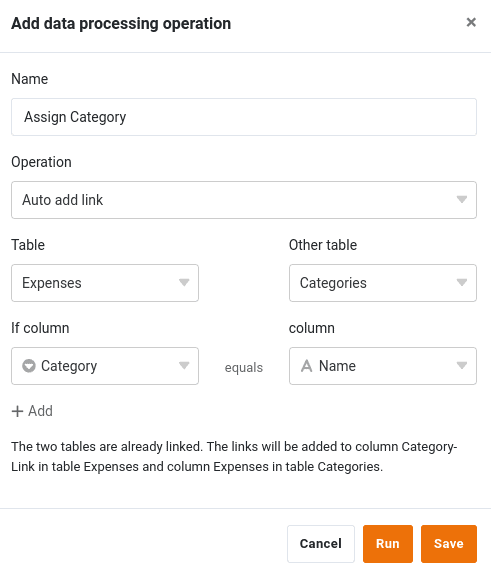 Add data processing operation ×
Name
Assign Category
Operation
Auto add link
Table Other table
Expenses Categories
If column column
Category equals A Name
+ Add
The two tables are already linked. The links will be added to column Category-
Link in table Expenses and column Expenses in table Categories.
Cancel Run Save